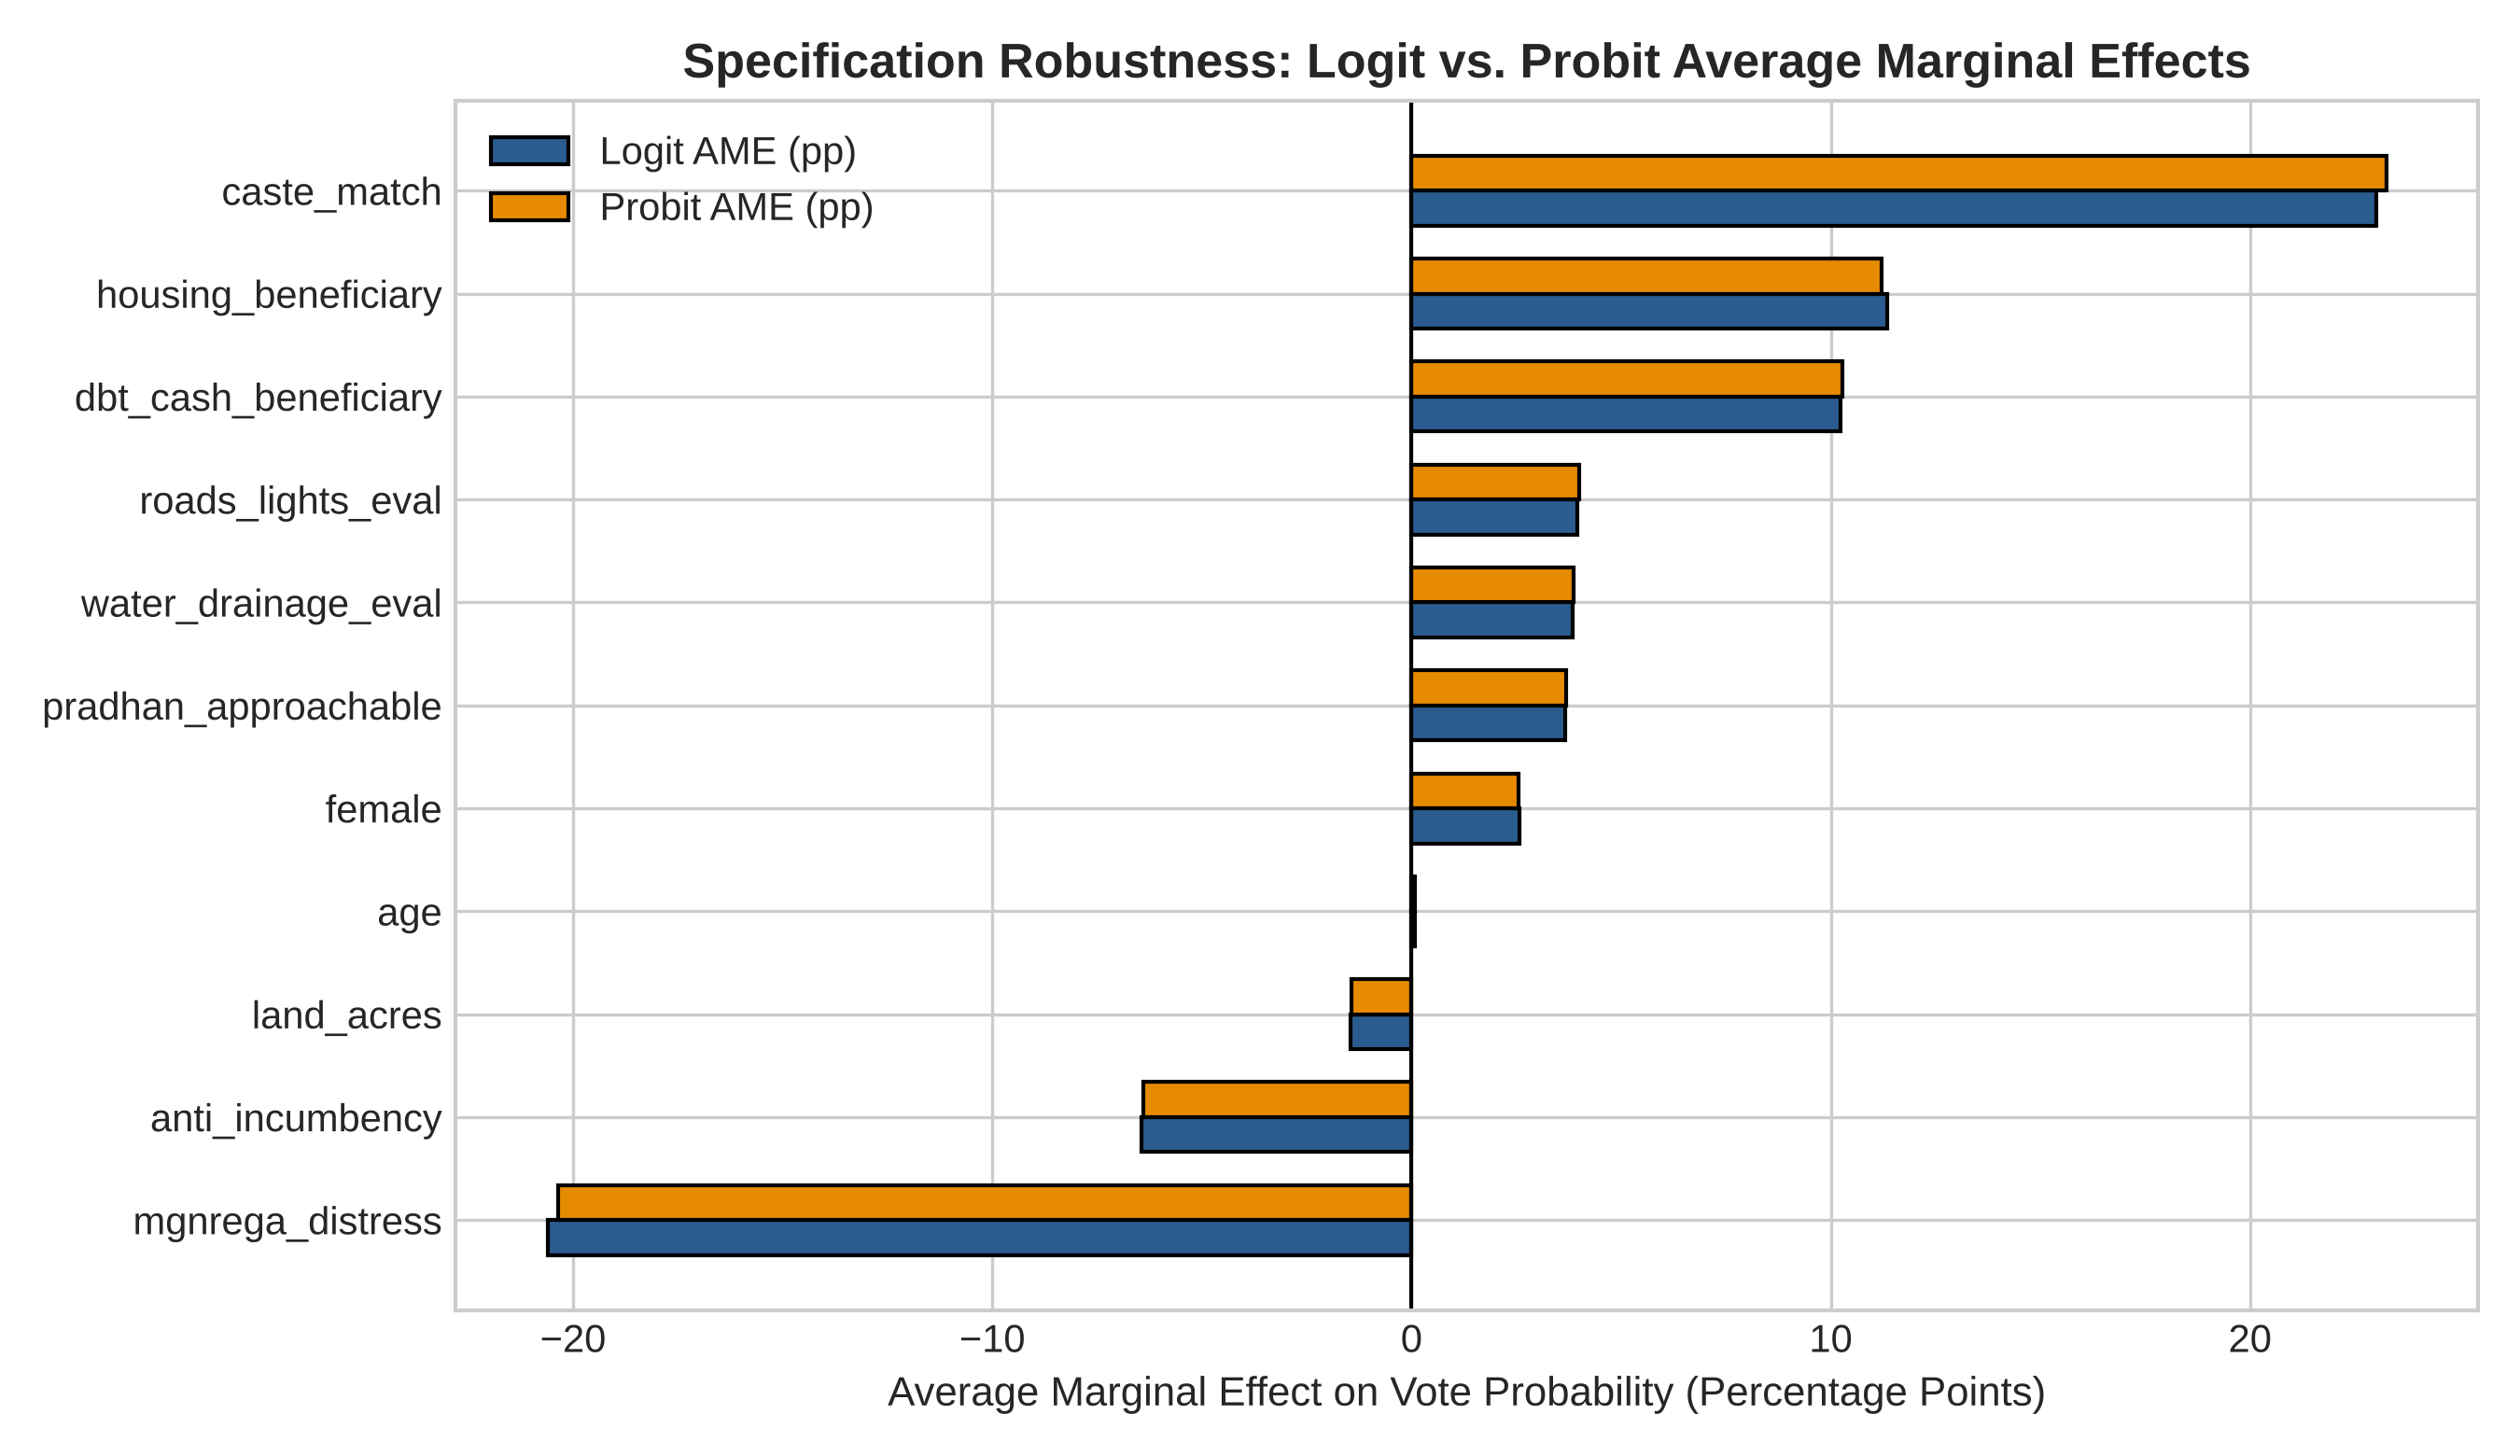 Specification Robustness: Logit vs. Probit Average Marginal Effects
Logit AME (pp)
Probit AME (pp)
caste_match
housing_beneficiary
dbt_cash_beneficiary
roads_lights_eval
water_drainage_eval
pradhan_approachable
female
age
land_acres
anti_incumbency
mgnrega_distress
−20 −10 0 10 20
Average Marginal Effect on Vote Probability (Percentage Points)